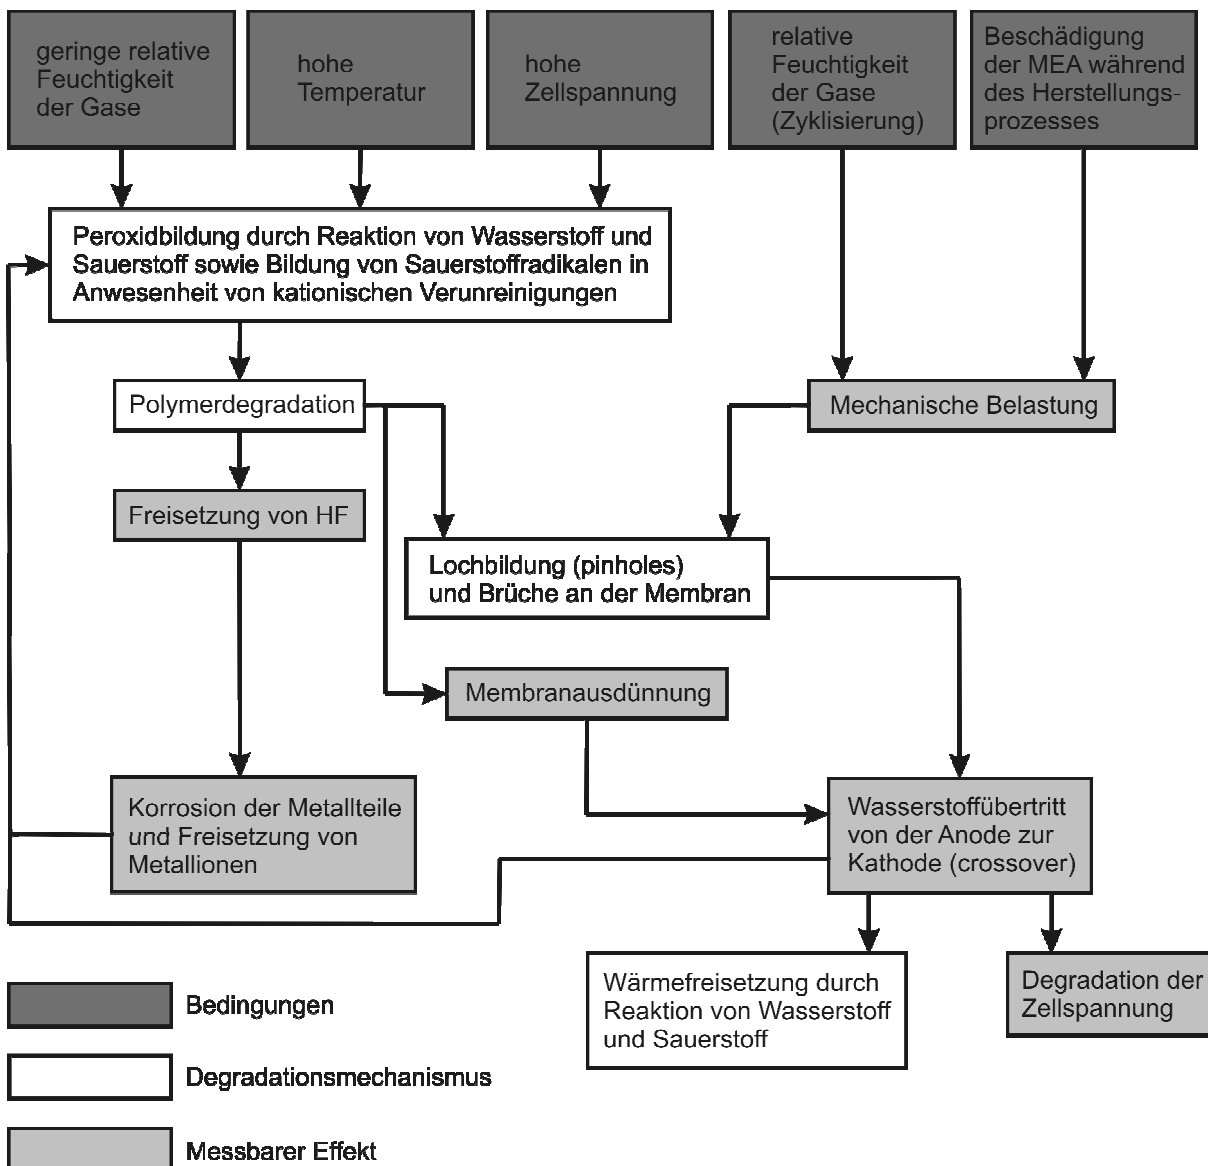 geringe relative
Feuchtigkeit
der Gase
hohe
Temperatur
hohe
Zellspannung
relative
Feuchtigkeit
der Gase
(Zyklisierung)
Beschädigung
der MEA während
des Herstellungs-
prozesses
Peroxidbildung durch Reaktion von Wasserstoff und
Sauerstoff sowie Bildung von Sauerstoffradikalen in
Anwesenheit von kationischen Verunreinigungen
Polymerdegradation
Mechanische Belastung
Freisetzung von HF
Lochbildung (pinholes)
und Brüche an der Membran
Membranausdünnung
Korrosion der Metallteile
und Freisetzung von
Metallionen
Wasserstoffübertritt
von der Anode zur
Kathode (crossover)
Wärmefreisetzung durch
Reaktion von Wasserstoff
und Sauerstoff
Degradation der
Zellspannung
Bedingungen
Degradationsmechanismus
Messbarer Effekt